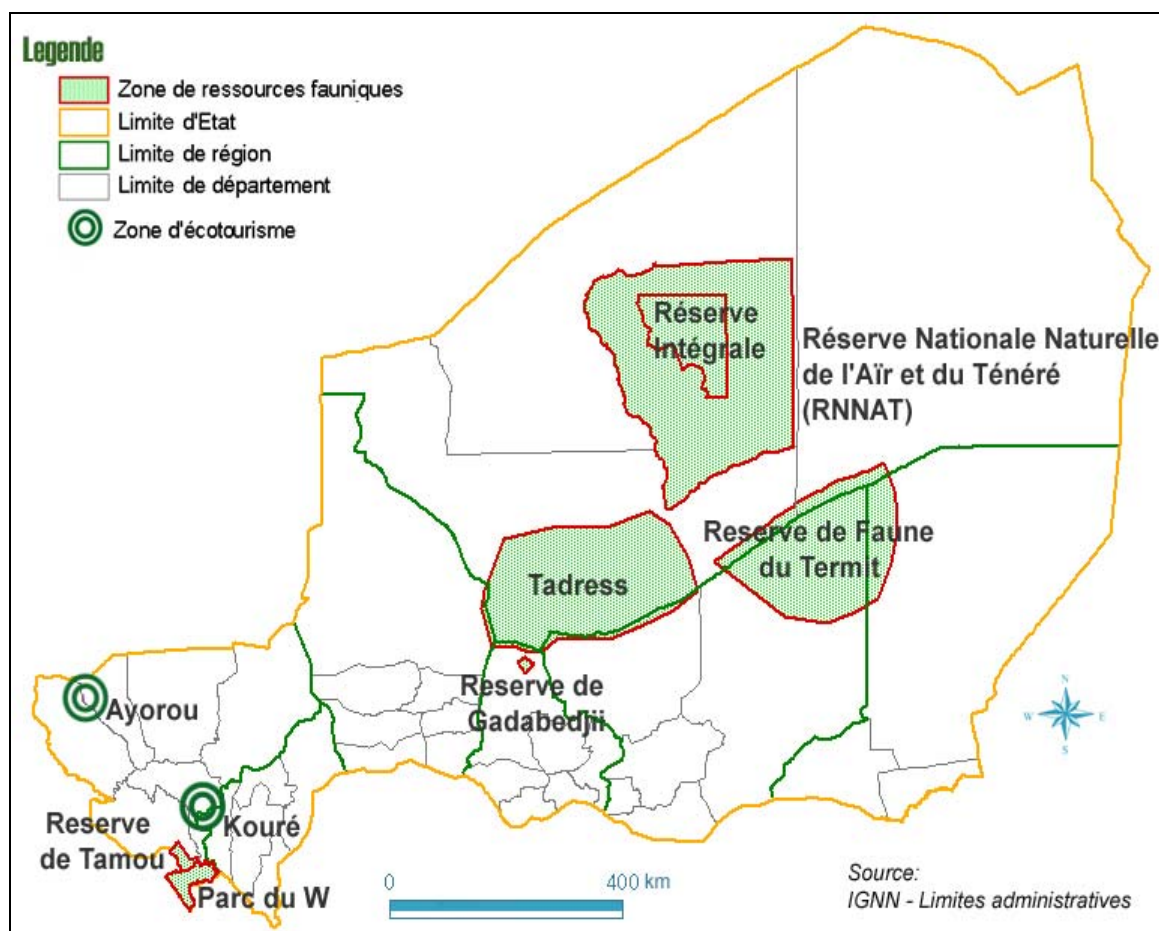 Legende
Zone de ressources fauniques
Limite d'Etat
Limite de région
Limite de département
Zone d'écotourisme
Réserve
Intégrale
Réserve Nationale Naturelle
de l'Aïr et du Ténéré
(RNNAT)
Reserve de Faune
du Termit
Tadress
Reserve de
Gadabedjii
Ayorou
N
W E
S
Kouré
Reserve
de Tamou
Parc du W
0 400 km
Source:
IGNN - Limites administratives